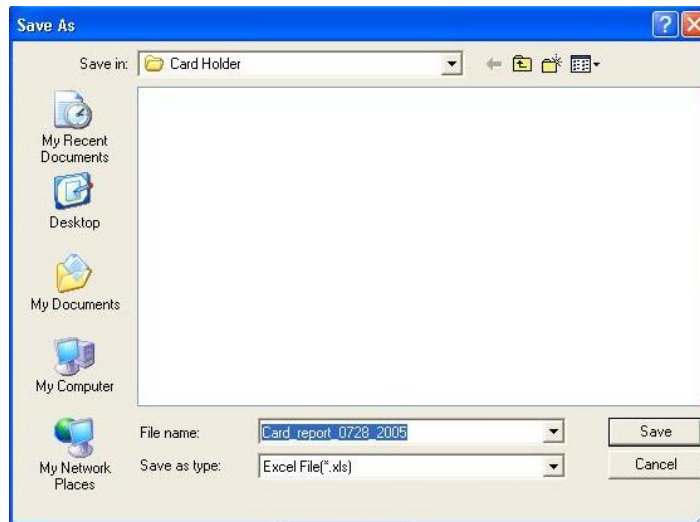 Save As
Save in: Card Holder
My Recent
Documents
Desktop
My Documents
My Computer
My Network
Places
File name: Card_report_0728_2005 Save
Save as type: Excel File(*.xls) Cancel